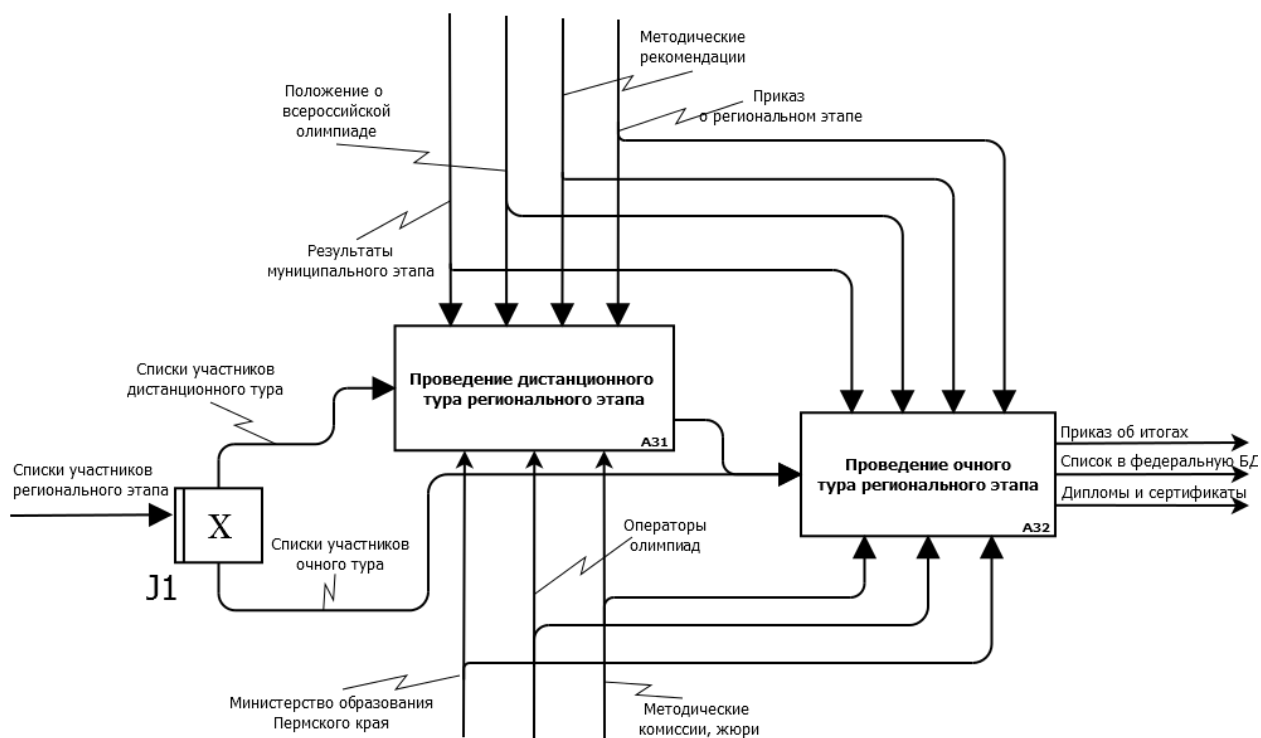 Методические
рекомендации
Положение о
всероссийской
олимпиаде
Приказ
о региональном этапе
Результаты
муниципального этапа
Списки участников
дистанционного тура
Проведение дистанционного
тура регионального этапа
A31
Приказ об итогах
Список в федеральную БД
Дипломы и сертификаты
Проведение очного
тура регионального этапа
A32
Списки участников
регионального этапа
X
J1
Списки участников
очного тура
Операторы
олимпиад
Министерство образования
Пермского края
Методические
комиссии, жюри